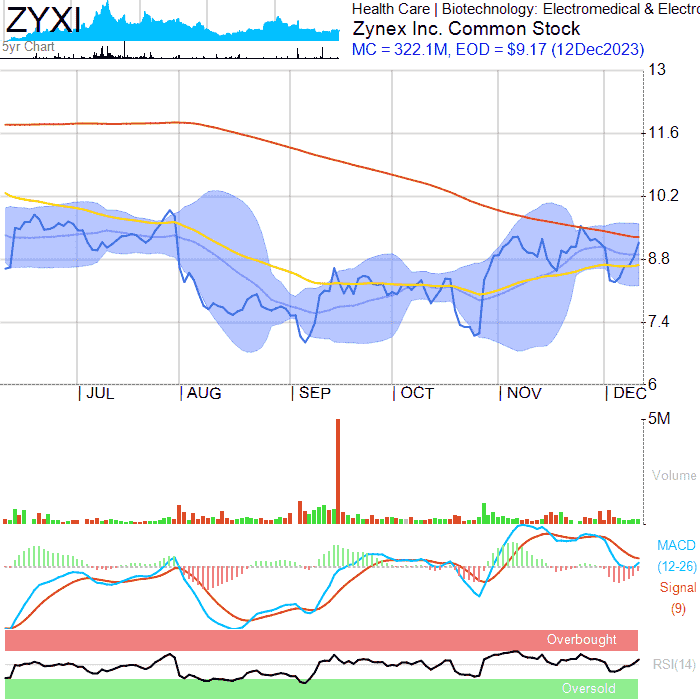 ZYXI
5yr Chart
Health Care | Biotechnology: Electromedical & Electro
Zynex Inc. Common Stock
MC = 322.1M, EOD = $9.17 (12Dec2023)
13
11.6
10.2
8.8
7.4
6
| JUL | AUG | SEP | OCT | NOV | DEC
5M
Volume
MACD
(12-26)
Signal
(9)
Overbought
RSI(14)
Oversold